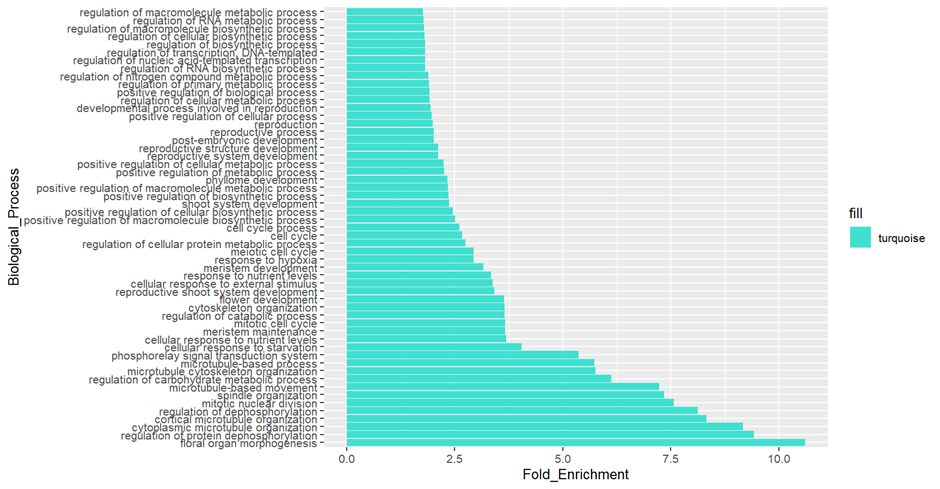 regulation of macromolecule metabolic process
regulation of RNA metabolic process
regulation of macromolecule biosynthetic process
regulation of cellular biosynthetic process
regulation of biosynthetic process
regulation of transcription, DNA-templated
regulation of nucleic acid-templated transcription
regulation of RNA biosynthetic process
regulation of nitrogen compound metabolic process
regulation of primary metabolic process
positive regulation of biological process
regulation of cellular metabolic process
developmental process involved in reproduction
positive regulation of cellular process
reproduction
reproductive process
post-embryonic development
reproductive structure development
reproductive system development
positive regulation of cellular metabolic process
positive regulation of metabolic process
phyllome development
positive regulation of macromolecule metabolic process
positive regulation of biosynthetic process
shoot system development
positive regulation of cellular biosynthetic process
positive regulation of macromolecule biosynthetic process
cell cycle process
cell cycle
regulation of cellular protein metabolic process
meiotic cell cycle
response to hypoxia
meristem development
response to nutrient levels
cellular response to external stimulus
reproductive shoot system development
flower development
cytoskeleton organization
regulation of catabolic process
mitotic cell cycle
meristem maintenance
cellular response to nutrient levels
cellular response to starvation
phosphorelay signal transduction system
microtubule-based process
microtubule cytoskeleton organization
regulation of carbohydrate metabolic process
microtubule-based movement
spindle organization
mitotic nuclear division
regulation of dephosphorylation
cortical microtubule organization
cytoplasmic microtubule organization
regulation of protein dephosphorylation
floral organ morphogenesis
Biological_Process
0.0 2.5 5.0 7.5 10.0
Fold_Enrichment
fill
turquoise